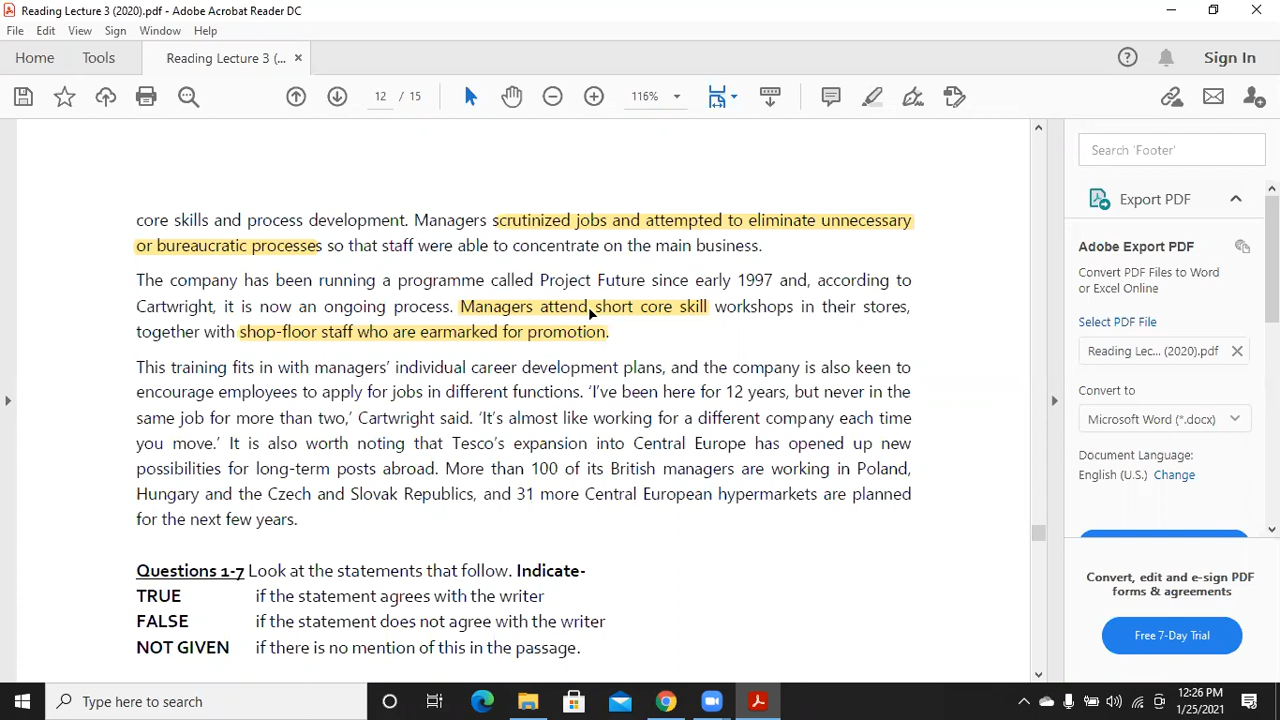 Reading Lecture 3 (2020).pdf - Adobe Acrobat Reader DC
File Edit View Sign Window Help
Home Tools Reading Lecture 3 (... × Sign In
12 / 15 116%
core skills and process development. Managers scrutinized jobs and attempted to eliminate unnecessary
or bureaucratic processes so that staff were able to concentrate on the main business.
The company has been running a programme called Project Future since early 1997 and, according to
Cartwright, it is now an ongoing process. Managers attend short core skill workshops in their stores,
together with shop-floor staff who are earmarked for promotion.
This training fits in with managers’ individual career development plans, and the company is also keen to
encourage employees to apply for jobs in different functions. ‘I’ve been here for 12 years, but never in the
same job for more than two,’ Cartwright said. ‘It’s almost like working for a different company each time
you move.’ It is also worth noting that Tesco’s expansion into Central Europe has opened up new
possibilities for long-term posts abroad. More than 100 of its British managers are working in Poland,
Hungary and the Czech and Slovak Republics, and 31 more Central European hypermarkets are planned
for the next few years.
Questions 1-7 Look at the statements that follow. Indicate-
TRUE if the statement agrees with the writer
FALSE if the statement does not agree with the writer
NOT GIVEN if there is no mention of this in the passage.
Search 'Footer'
Export PDF
Adobe Export PDF
Convert PDF Files to Word
or Excel Online
Select PDF File
Reading Lec... (2020).pdf
Convert to
Microsoft Word (*.docx)
Document Language:
English (U.S.) Change
Convert, edit and e-sign PDF
forms & agreements
Free 7-Day Trial
Type here to search
12:26 PM
1/25/2021